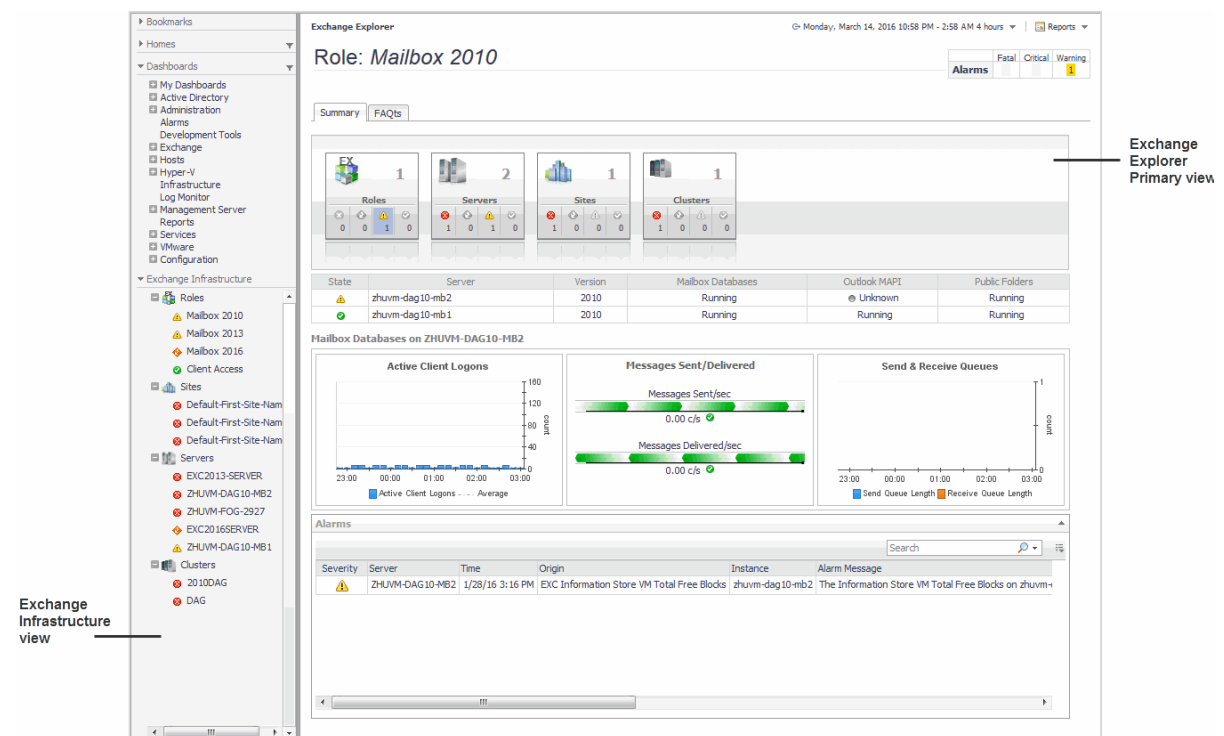 Bookmarks
Homes
Dashboards
My Dashboards
Active Directory
Administration
Alarms
Development Tools
Exchange
Hosts
Hyper-V
Infrastructure
Log Monitor
Management Server
Reports
Services
VMware
Configuration
Exchange Infrastructure
Roles
Mailbox 2010
Mailbox 2013
Mailbox 2016
Client Access
Sites
Default-First-Site-Nam
Default-First-Site-Nam
Default-First-Site-Nam
Servers
EXC2013-SERVER
ZHUVM-DAG10-MB2
ZHUVM-FOG-2927
EXC2016SERVER
ZHUVM-DAG10-MB1
Clusters
2010DAG
DAG
Exchange
Infrastructure
view
Exchange Explorer
Monday, March 14, 2016 10:58 PM - 2:58 AM 4 hours
Reports
Role: Mailbox 2010
Fatal Critical Warning
Alarms 1
Summary FAQts
EX 1 2 1 1
Roles Servers Sites Clusters
0 0 1 0 1 0 1 0 1 0 0 0 1 0 0 0
Exchange
Explorer
Primary view
State Server Version Mailbox Databases Outlook MAPI Public Folders
zhuvm-dag10-mb2 2010 Running Unknown Running
zhuvm-dag10-mb1 2010 Running Running Running
Mailbox Databases on ZHUVM-DAG10-MB2
Active Client Logons
160
120
80
40
0
count
23:00 00:00 01:00 02:00 03:00
Active Client Logons Average
Messages Sent/Delivered
Messages Sent/sec
0.00 c/s
Messages Delivered/sec
0.00 c/s
Send & Receive Queues
1
0
count
23:00 00:00 01:00 02:00 03:00
Send Queue Length Receive Queue Length
Alarms
Search
Severity Server Time Origin Instance Alarm Message
ZHUVM-DAG10-MB2 1/28/16 3:16 PM EXC Information Store VM Total Free Blocks zhuvm-dag10-mb2 The Information Store VM Total Free Blocks on zhuvm-